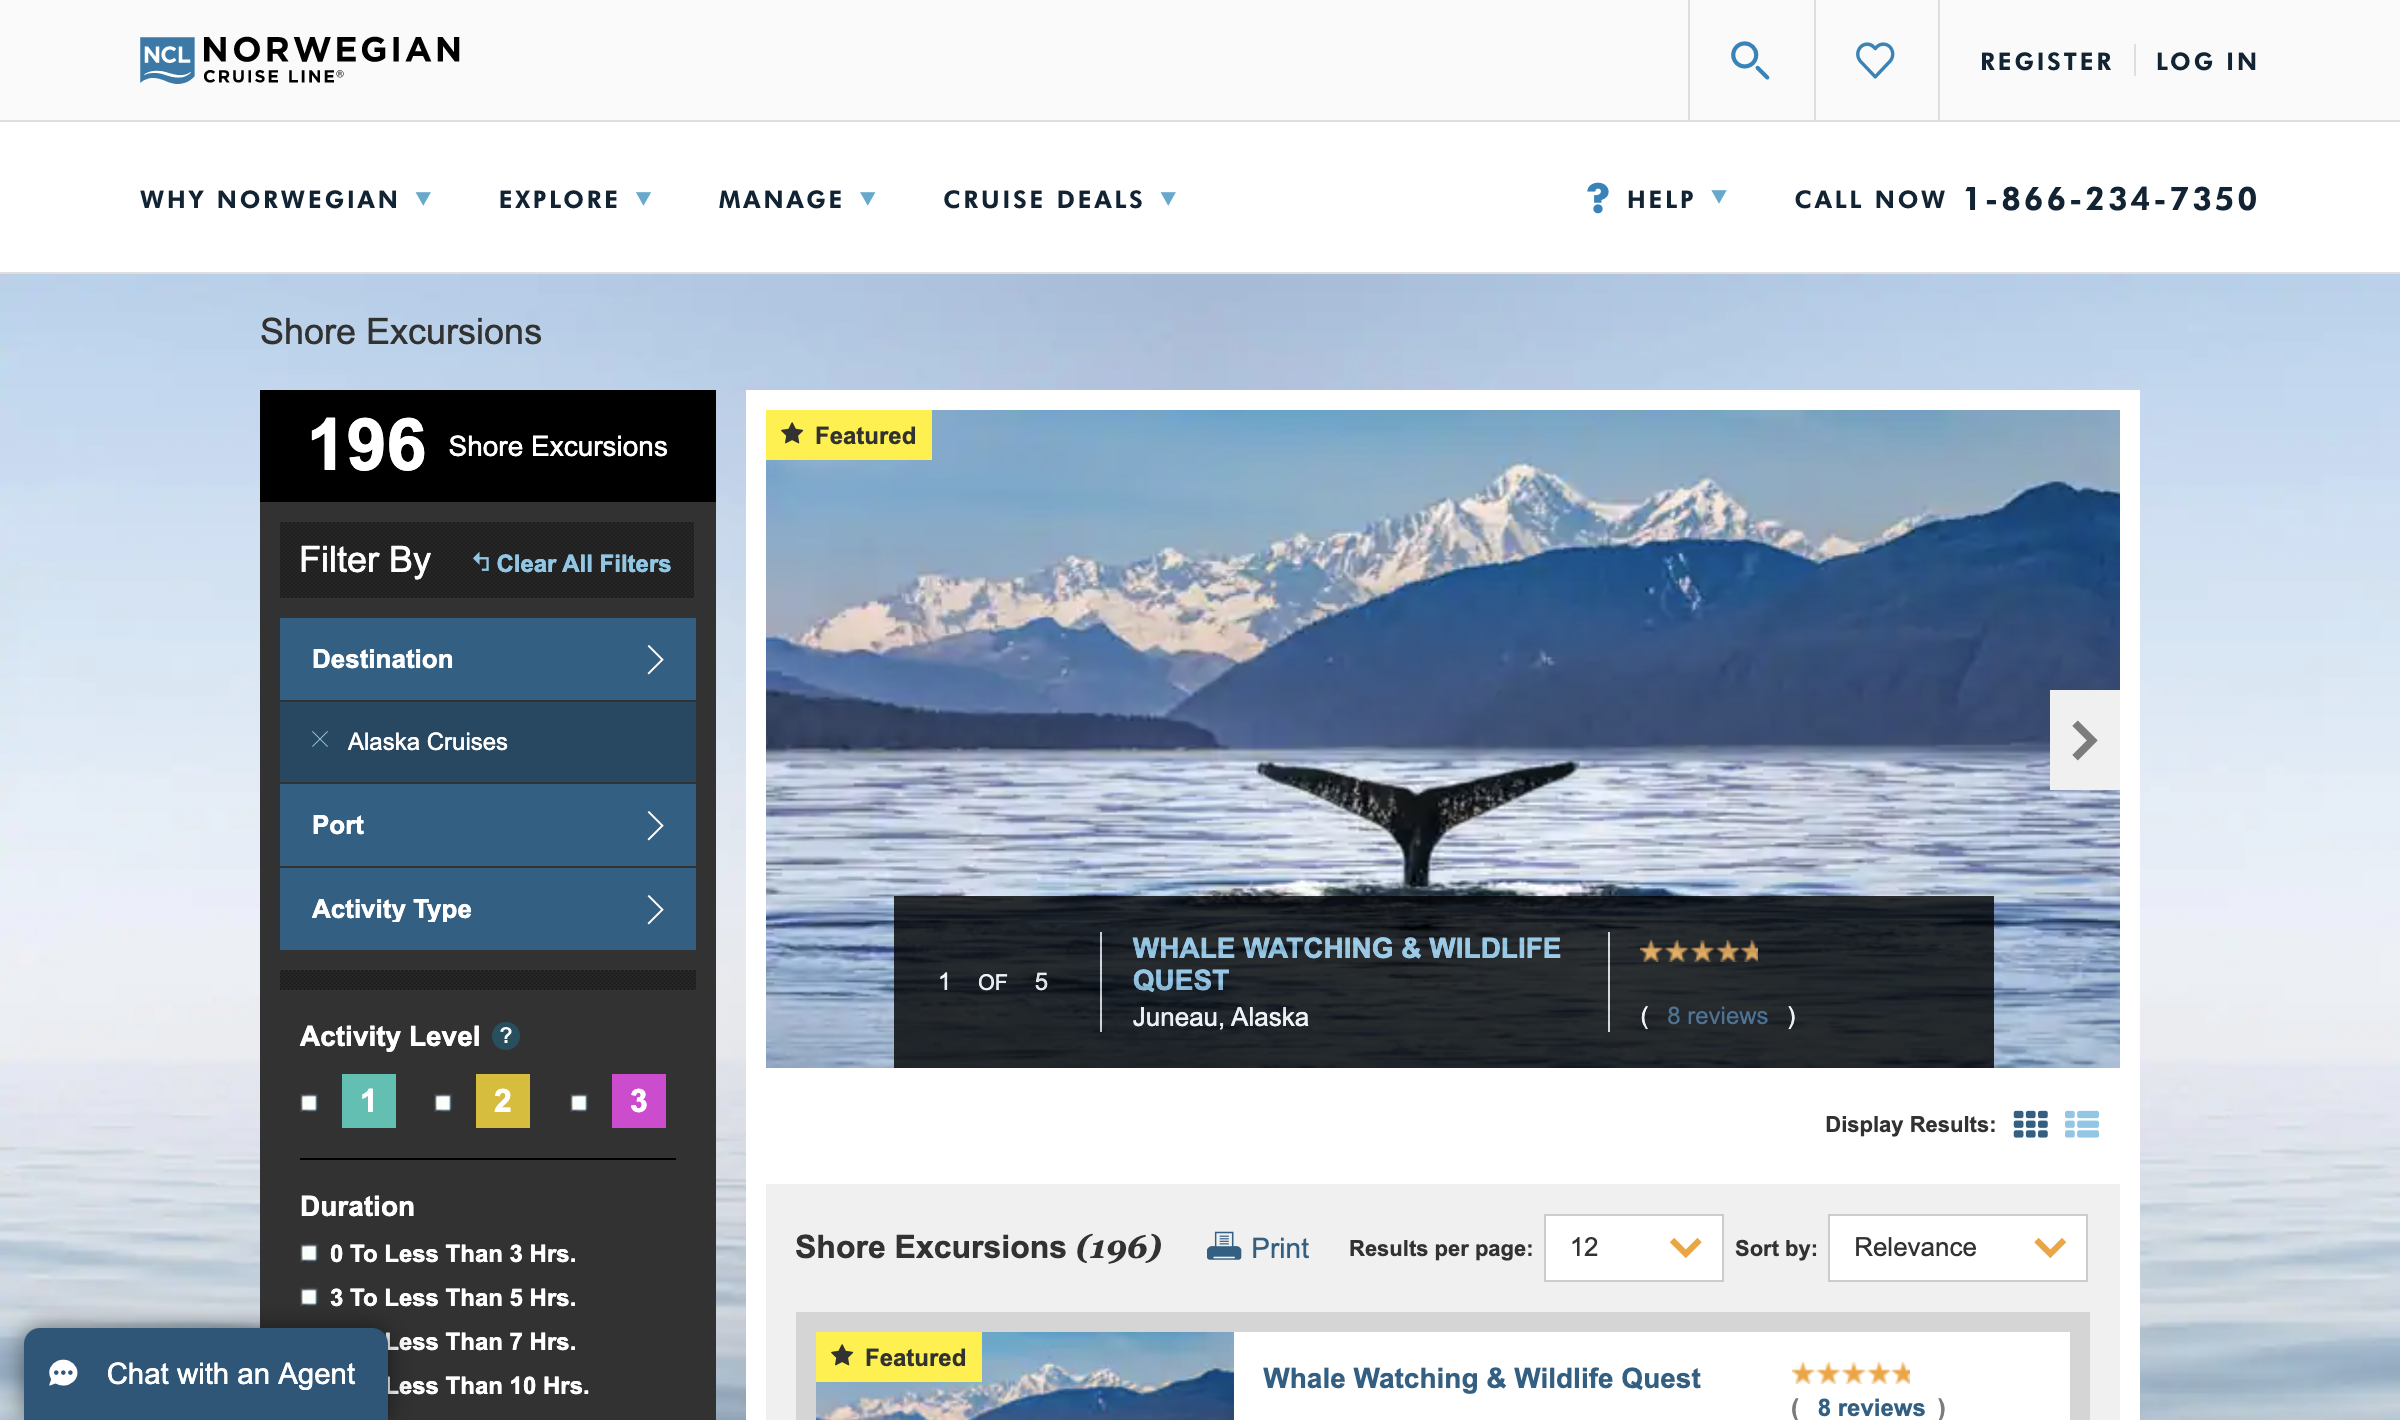 NCL NORWEGIAN
CRUISE LINE®
REGISTER LOG IN
WHY NORWEGIAN EXPLORE MANAGE CRUISE DEALS ? HELP CALL NOW 1-866-234-7350
Shore Excursions
196 Shore Excursions
Filter By Clear All Filters
Destination
Alaska Cruises
Port
Activity Type
Activity Level ?
1 2 3
Duration
0 To Less Than 3 Hrs.
3 To Less Than 5 Hrs.
Less Than 7 Hrs.
Less Than 10 Hrs.
Chat with an Agent
Featured
1 OF 5
WHALE WATCHING & WILDLIFE
QUEST
Juneau, Alaska
( 8 reviews )
Display Results:
Shore Excursions (196) Print Results per page: 12 Sort by: Relevance
Featured
Whale Watching & Wildlife Quest
( 8 reviews )